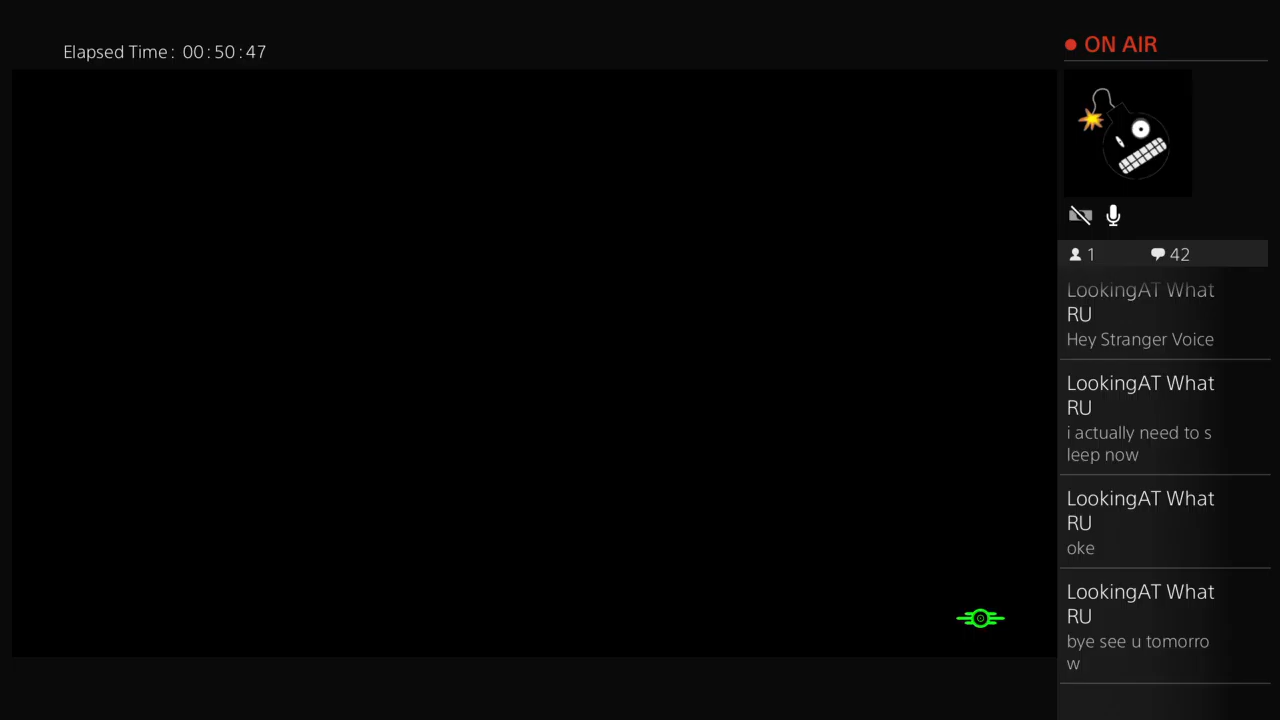 Elapsed Time: 00:50:47
ON AIR
1 42
LookingAT What
RU
Hey Stranger Voice
LookingAT What
RU
i actually need to s
leep now
LookingAT What
RU
oke
LookingAT What
RU
bye see u tomorro
w